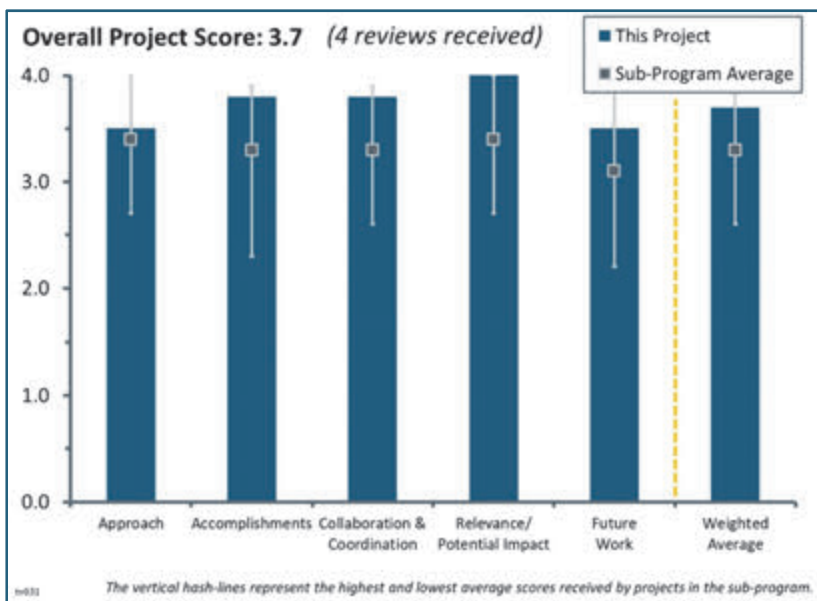 Overall Project Score: 3.7 (4 reviews received)
This Project
Sub-Program Average
4.0
3.0
2.0
1.0
0.0
Approach
Accomplishments
Collaboration &
Coordination
Relevance/
Potential Impact
Future
Work
Weighted
Average
The vertical hash-lines represent the highest and lowest average scores received by projects in the sub-program.